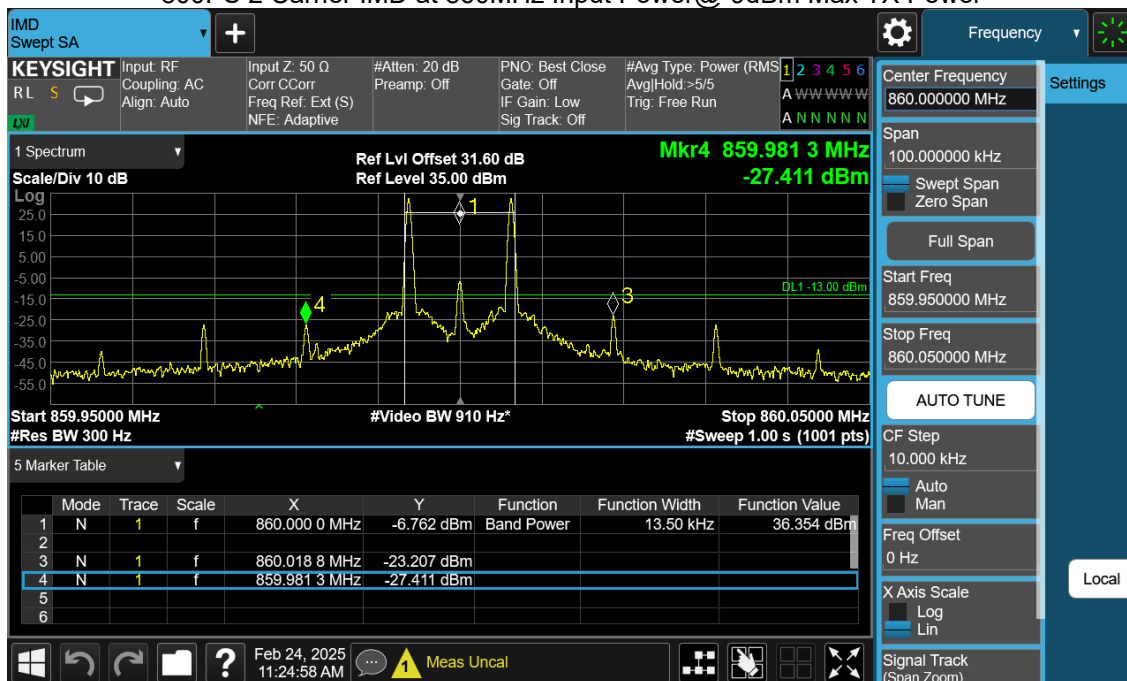 IMD
Swept SA
Frequency
KEYSIGHT
RL S
LXI
Input: RF
Coupling: AC
Align: Auto
Input Z: 50 Ω
Corr CCorr
Freq Ref: Ext (S)
NFE: Adaptive
#Atten: 20 dB
Preamp: Off
PNO: Best Close
Gate: Off
IF Gain: Low
Sig Track: Off
#Avg Type: Power (RMS
Avg|Hold:>5/5
Trig: Free Run
1 2 3 4 5 6
A W W W W W
A N N N N N
1 Spectrum
Scale/Div 10 dB
Ref Lvl Offset 31.60 dB
Ref Level 35.00 dBm
Mkr4 859.981 3 MHz
-27.411 dBm
Log
25.0
15.0
5.00
-5.00
-15.0
-25.0
-35.0
-45.0
-55.0
1
4
3
DL1 -13.00 dBm
Start 859.95000 MHz
#Video BW 910 Hz*
Stop 860.05000 MHz
#Res BW 300 Hz
#Sweep 1.00 s (1001 pts)
5 Marker Table
Mode Trace Scale X Y Function Function Width Function Value
1 N 1 f 860.000 0 MHz -6.762 dBm Band Power 13.50 kHz 36.354 dBm
2
3 N 1 f 860.018 8 MHz -23.207 dBm
4 N 1 f 859.981 3 MHz -27.411 dBm
5
6
Feb 24, 2025
11:24:58 AM
1 Meas Uncal
Settings
Center Frequency
860.000000 MHz
Span
100.000000 kHz
Swept Span
Zero Span
Full Span
Start Freq
859.950000 MHz
Stop Freq
860.050000 MHz
AUTO TUNE
CF Step
10.000 kHz
Auto
Man
Freq Offset
0 Hz
X Axis Scale
Log
Lin
Signal Track
(Span Zoom)
Local